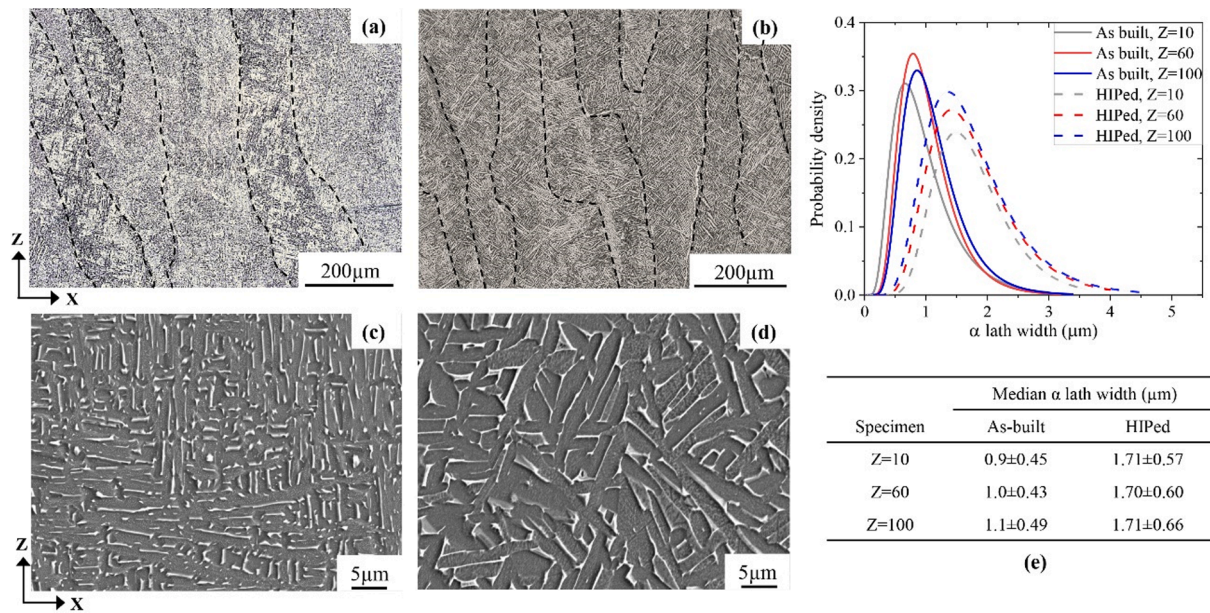 (a)
Z
X
200μm
(b)
200μm
(c)
Z
X
5μm
(d)
5μm
0.4
0.3
0.2
0.1
0.0
Probability density
As built, Z=10
As built, Z=60
As built, Z=100
HIPed, Z=10
HIPed, Z=60
HIPed, Z=100
0 1 2 3 4 5
α lath width (μm)
Median α lath width (μm)
Specimen As-built HIPed
Z=10 0.9±0.45 1.71±0.57
Z=60 1.0±0.43 1.70±0.60
Z=100 1.1±0.49 1.71±0.66
(e)